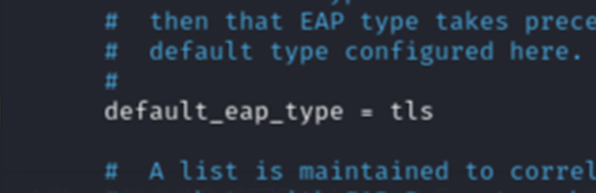 # then that EAP type takes prece
# default type configured here.
#
default_eap_type = tls
# A list is maintained to correl